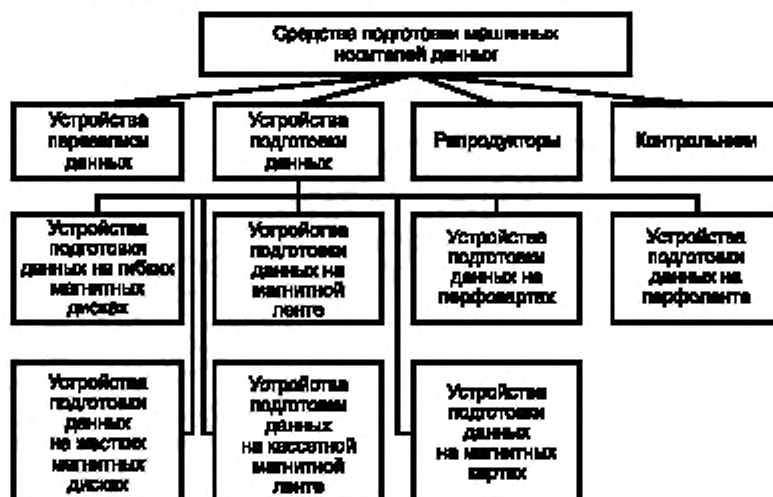 Средства подготовки машинных
носителей данных
Устройства
перезаписи
данных
Устройства
подготовки
данных
Репродукторы
Контрольники
Устройства
подготовки
данных на гибких
магнитных
дисках
Устройства
подготовки
данных на
магнитной
ленте
Устройства
подготовки
данных на
перфокартах
Устройства
подготовки
данных на
перфоленте
Устройства
подготовки
данных
на жестких
магнитных
дисках
Устройства
подготовки
данных
на кассетной
магнитной
ленте
Устройства
подготовки
данных
на магнитных
картах